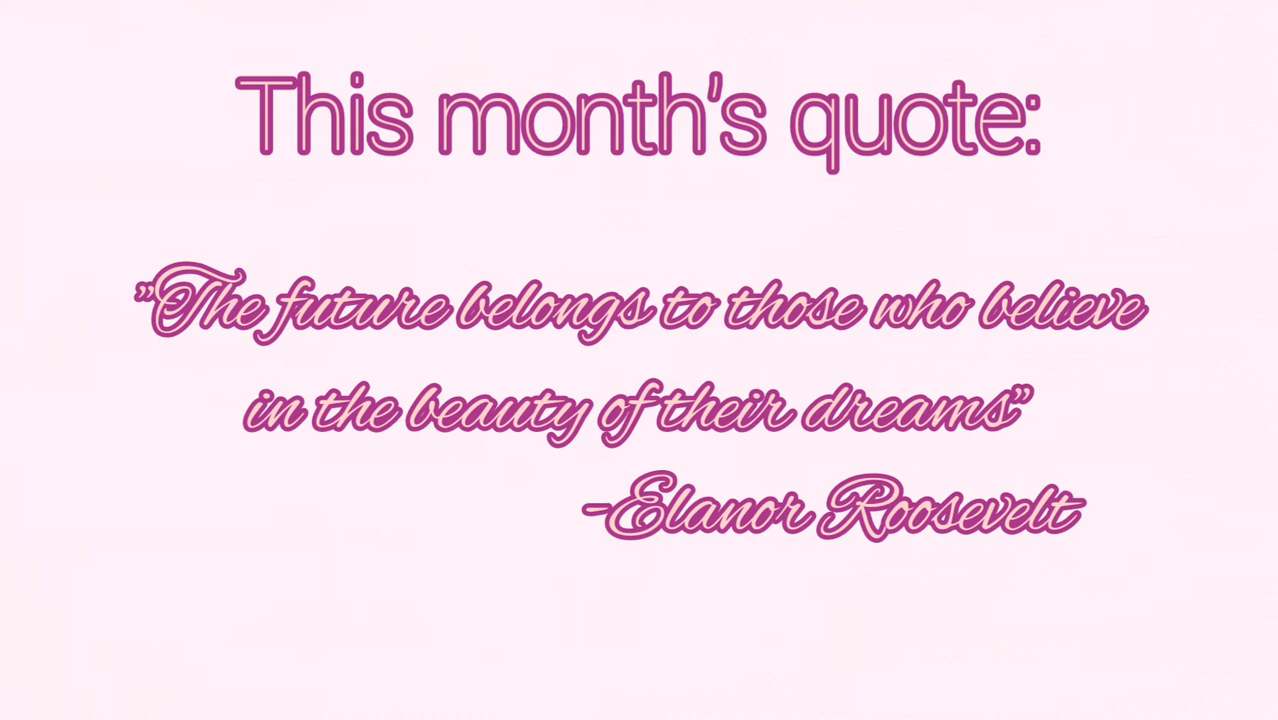 This month's quote:
”The future belongs to those who believe
in the beauty of their dreams”
-Elanor Roosevelt